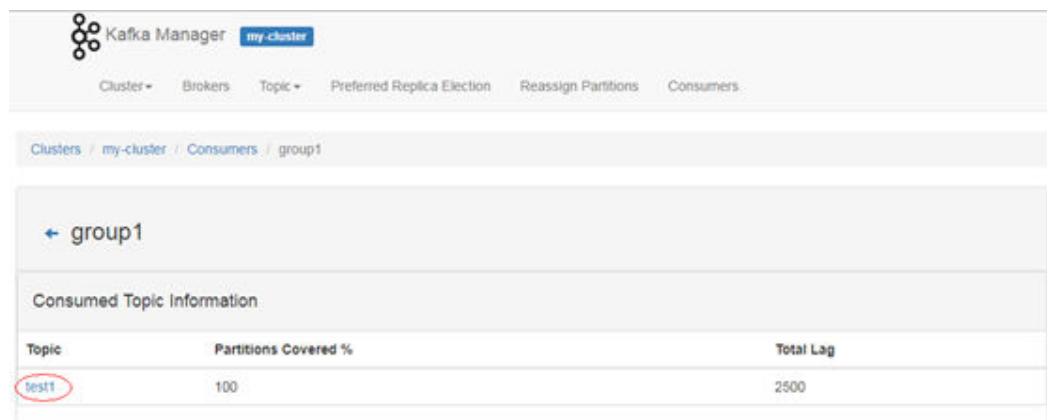 Kafka Manager my-cluster
Cluster Brokers Topic Preferred Replica Election Reassign Partitions Consumers
Clusters / my-cluster / Consumers / group1
← group1
Consumed Topic Information
Topic Partitions Covered % Total Lag
test1 100 2500